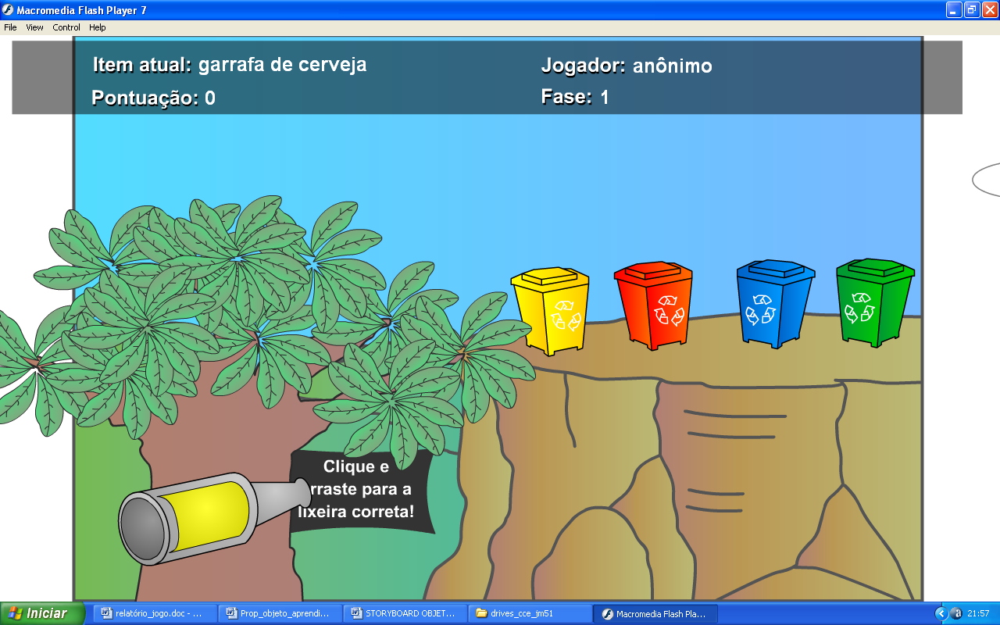 Macromedia Flash Player 7
File View Control Help
Item atual: garrafa de cerveja
Jogador: anônimo
Pontuação: 0
Fase: 1
Clique e
rraste para a
lixeira correta!
Iniciar
relatório_jogo.doc - ...
Prop_objeto_aprendi...
STORYBOARD OBJET...
drives_cce_jm51
Macromedia Flash Pla...
a
21:57